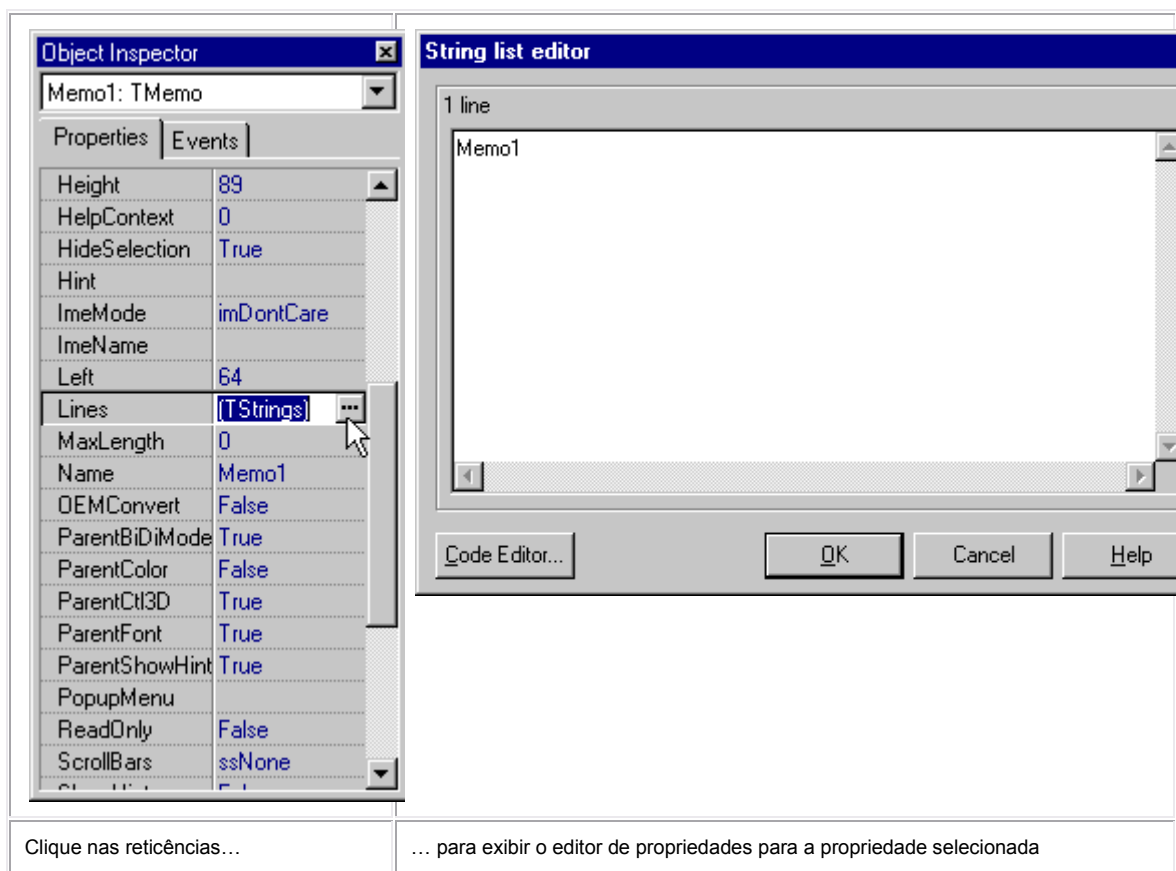 Object Inspector
Memo1: TMemo
Properties Events
Height 89
HelpContext 0
HideSelection True
Hint
ImeMode imDontCare
ImeName
Left 64
Lines (TStrings) ...
MaxLength 0
Name Memo1
OEMConvert False
ParentBiDiMode True
ParentColor False
ParentCtl3D True
ParentFont True
ParentShowHint True
PopupMenu
ReadOnly False
ScrollBars ssNone
String list editor
1 line
Memo1
Code Editor... OK Cancel Help
Clique nas reticências…
… para exibir o editor de propriedades para a propriedade selecionada